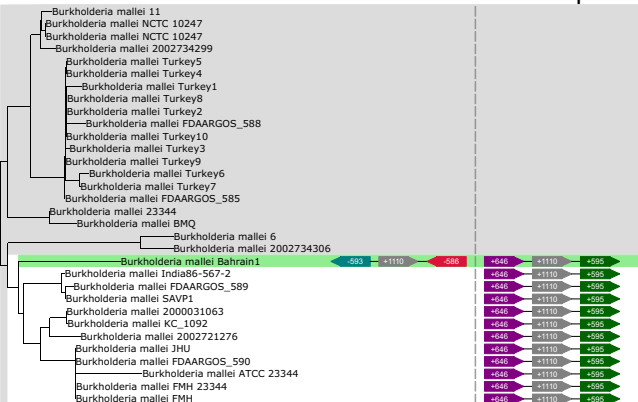 Burkholderia mallei 11
Burkholderia mallei NCTC 10247
Burkholderia mallei NCTC 10247
Burkholderia mallei 2002734299
Burkholderia mallei Turkey5
Burkholderia mallei Turkey4
Burkholderia mallei Turkey1
Burkholderia mallei Turkey8
Burkholderia mallei Turkey2
Burkholderia mallei FDAARGOS_588
Burkholderia mallei Turkey10
Burkholderia mallei Turkey3
Burkholderia mallei Turkey9
Burkholderia mallei Turkey6
Burkholderia mallei Turkey7
Burkholderia mallei FDAARGOS_585
Burkholderia mallei 23344
Burkholderia mallei BMQ
Burkholderia mallei 6
Burkholderia mallei 2002734306
Burkholderia mallei Bahrain1 -593 +1110 -586 +646 +1110 +595
Burkholderia mallei India86-567-2 +646 +1110 +595
Burkholderia mallei FDAARGOS_589 +646 +1110 +595
Burkholderia mallei SAVP1 +646 +1110 +595
Burkholderia mallei 2000031063 +646 +1110 +595
Burkholderia mallei KC_1092 +646 +1110 +595
Burkholderia mallei 2002721276 +646 +1110 +595
Burkholderia mallei JHU +646 +1110 +595
Burkholderia mallei FDAARGOS_590 +646 +1110 +595
Burkholderia mallei ATCC 23344 +646 +1110 +595
Burkholderia mallei FMH 23344 +646 +1110 +595
Burkholderia mallei FMH +646 +1110 +595